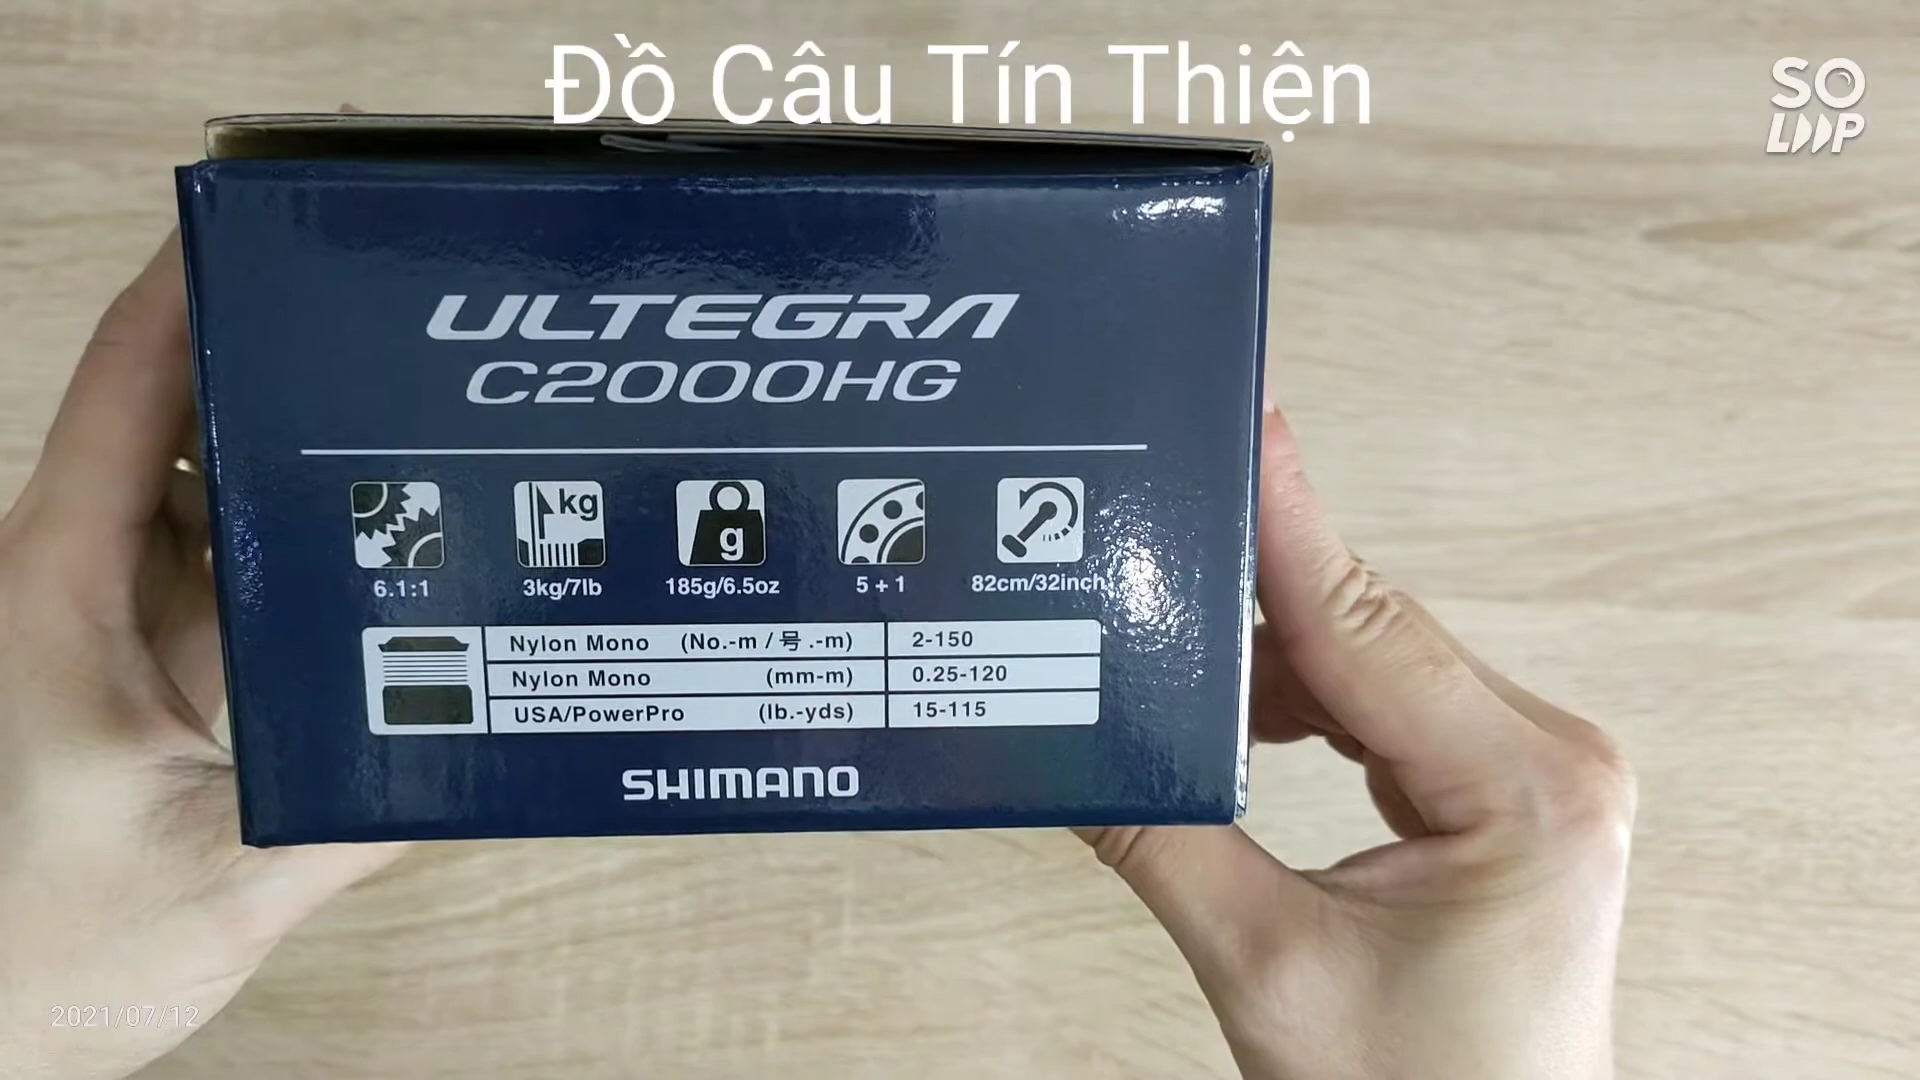 Đồ Câu Tín Thiện
SO
LOOP
ULTEGRA
C2000HG
kg
g
6.1:1
3kg/7lb
185g/6.5oz
5 + 1
82cm/32inch
Nylon Mono (No.-m / 号 .-m) 2-150
Nylon Mono (mm-m) 0.25-120
USA/PowerPro (lb.-yds) 15-115
SHIMANO
2021/07/12